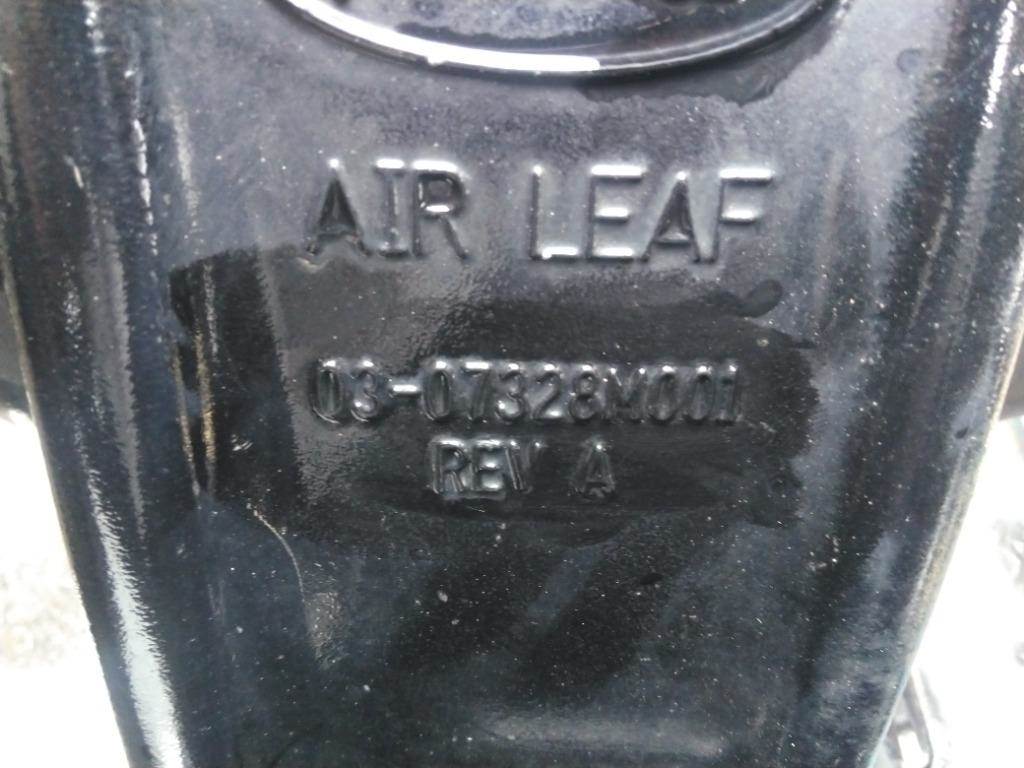 AIR LEAF
03-07328M001
REV A